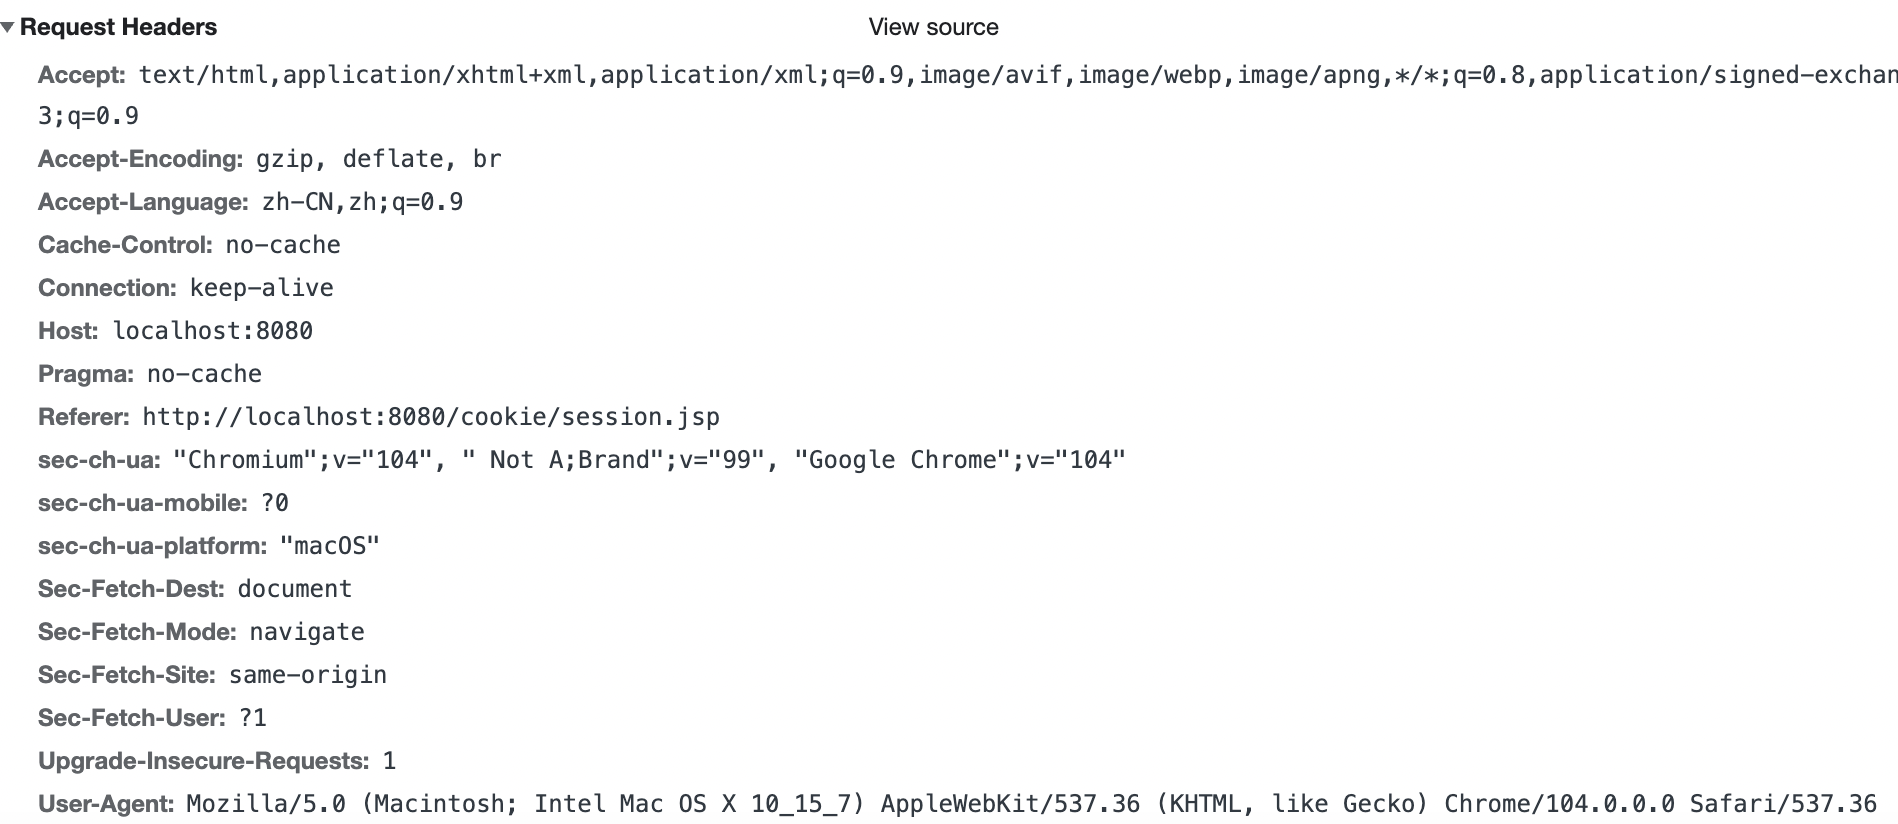 Request Headers View source
Accept: text/html,application/xhtml+xml,application/xml;q=0.9,image/avif,image/webp,image/apng,*/*;q=0.8,application/signed-exchan
3;q=0.9
Accept-Encoding: gzip, deflate, br
Accept-Language: zh-CN,zh;q=0.9
Cache-Control: no-cache
Connection: keep-alive
Host: localhost:8080
Pragma: no-cache
Referer: http://localhost:8080/cookie/session.jsp
sec-ch-ua: "Chromium";v="104", " Not A;Brand";v="99", "Google Chrome";v="104"
sec-ch-ua-mobile: ?0
sec-ch-ua-platform: "macOS"
Sec-Fetch-Dest: document
Sec-Fetch-Mode: navigate
Sec-Fetch-Site: same-origin
Sec-Fetch-User: ?1
Upgrade-Insecure-Requests: 1
User-Agent: Mozilla/5.0 (Macintosh; Intel Mac OS X 10_15_7) AppleWebKit/537.36 (KHTML, like Gecko) Chrome/104.0.0.0 Safari/537.36